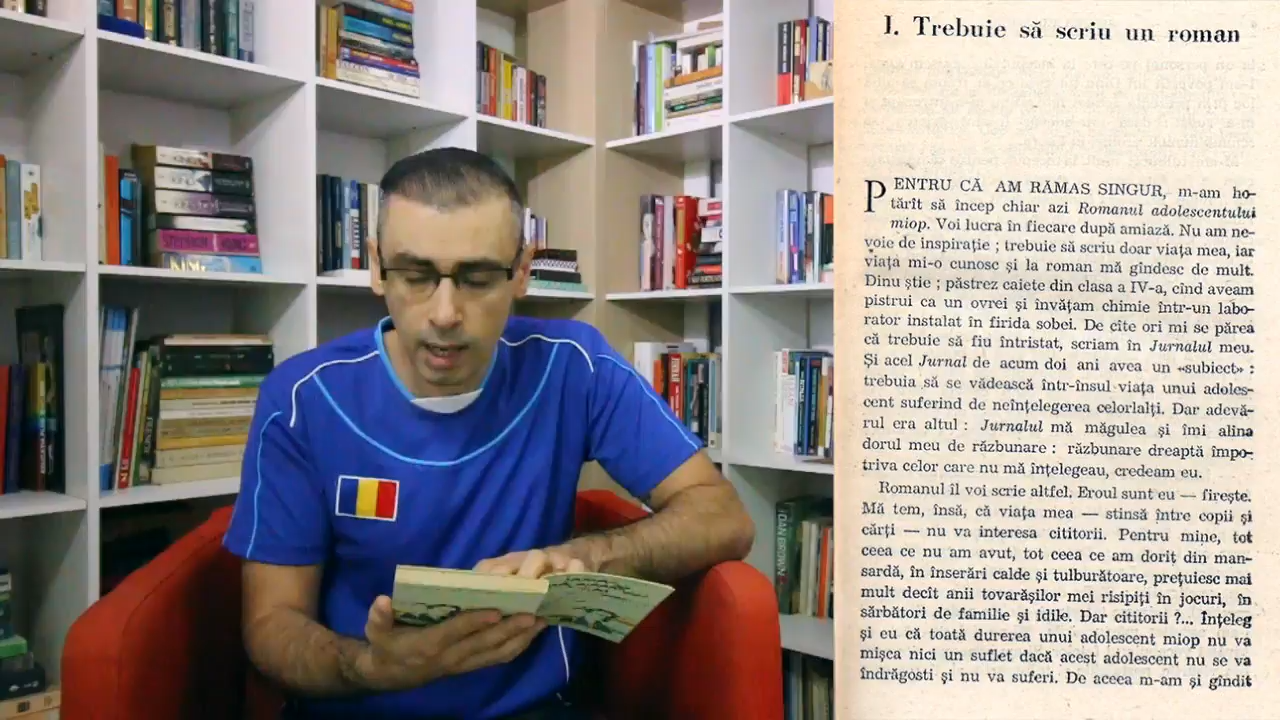 KING
STEPHEN KING
KING
DAN BROWN
I. Trebuie să scriu un roman
PENTRU CĂ AM RĂMAS SINGUR, m-am ho-
tărît să încep chiar azi Romanul adolescentului
miop. Voi lucra în fiecare după amiază. Nu am ne-
voie de inspirație ; trebuie să scriu doar viața mea, iar
viața mi-o cunosc și la roman mă gîndesc de mult.
Dinu știe ; păstrez caiete din clasa a IV-a, cînd aveam
pistrui ca un ovrei și învățam chimie într-un labo-
rator instalat în firida sobei. De cîte ori mi se părea
că trebuie să fiu întristat, scriam în Jurnalul meu.
Și acel Jurnal de acum doi ani avea un «subiect» :
trebuia să se vădească într-însul viața unui adoles-
cent suferind de neînțelegerea celorlalți. Dar adevă-
rul era altul : Jurnalul mă măgulea și îmi alina
dorul meu de răzbunare : răzbunare dreaptă împo-
triva celor care nu mă înțelegeau, credeam eu.
Romanul îl voi scrie altfel. Eroul sunt eu — firește.
Mă tem, însă, că viața mea — stinsă între copii și
cărți — nu va interesa cititorii. Pentru mine, tot
ceea ce nu am avut, tot ceea ce am dorit din man-
sardă, în înserări calde și tulburătoare, prețuiesc mai
mult decît anii tovarășilor mei risipiți în jocuri, în
sărbători de familie și idile. Dar cititorii ?... Înțeleg
și eu că toată durerea unui adolescent miop nu va
mișca nici un suflet dacă acest adolescent nu se va
îndrăgosti și nu va suferi. De aceea m-am și gîndit